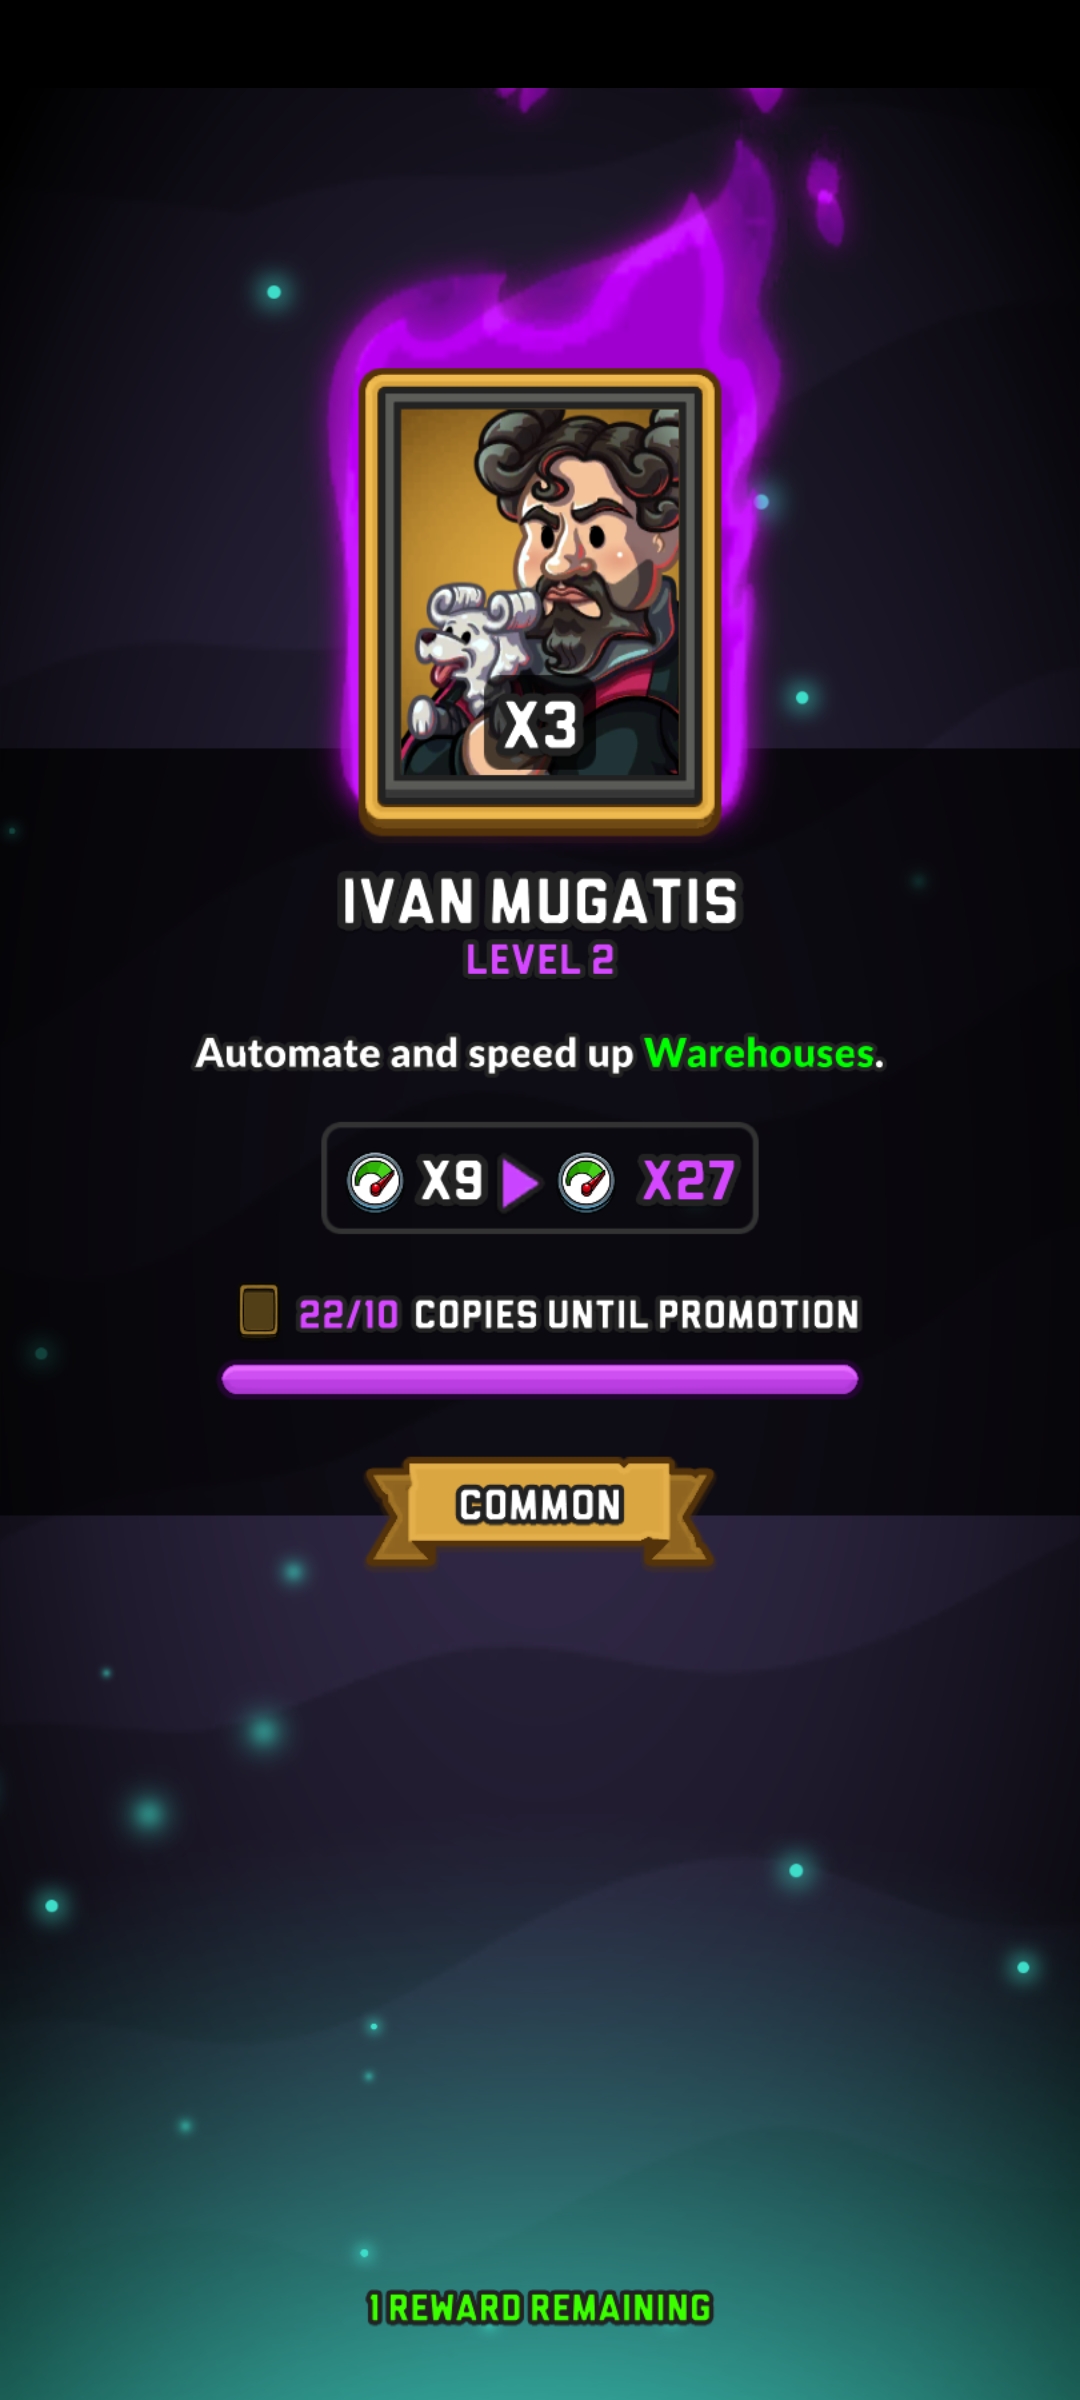 X3
IVAN MUGATIS
LEVEL 2
Automate and speed up Warehouses.
X9 X27
22/10 COPIES UNTIL PROMOTION
COMMON
1 REWARD REMAINING